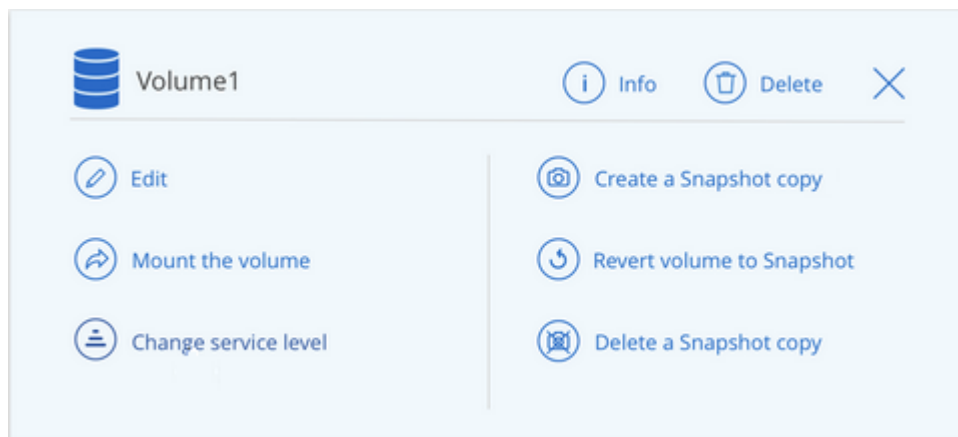 Volume1
Info
Delete
Edit
Mount the volume
Change service level
Create a Snapshot copy
Revert volume to Snapshot
Delete a Snapshot copy